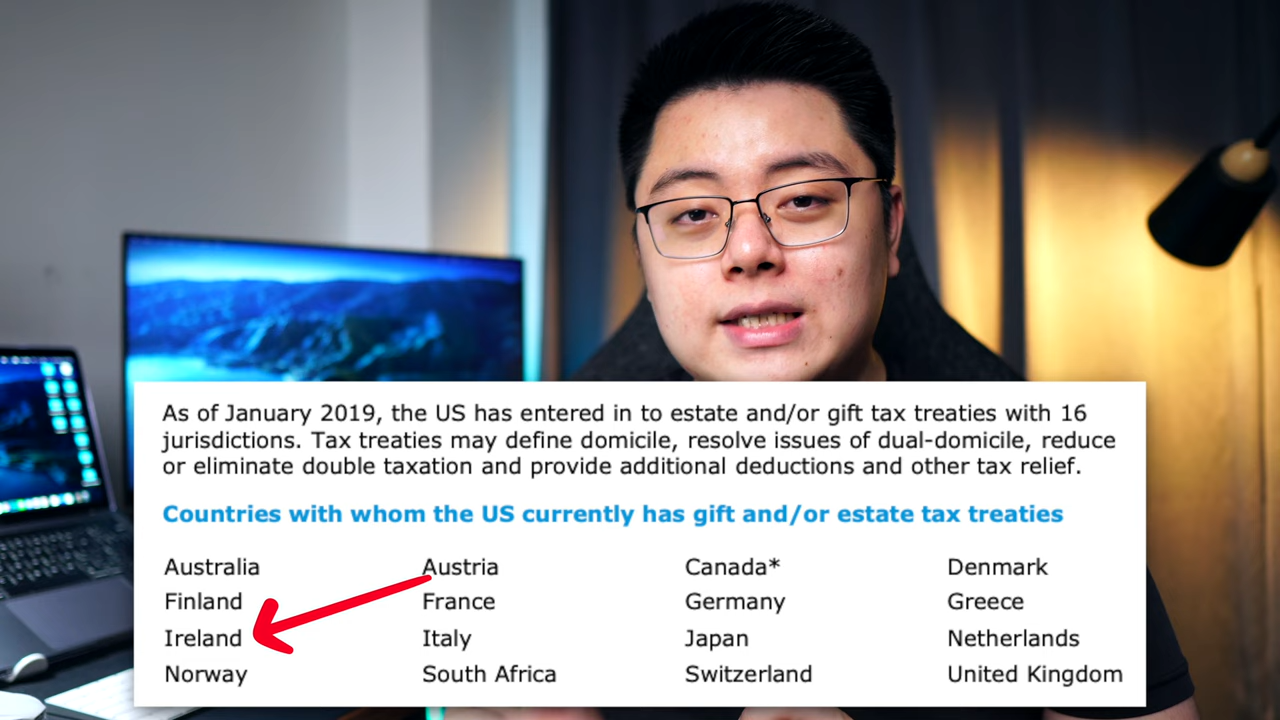 As of January 2019, the US has entered in to estate and/or gift tax treaties with 16
jurisdictions. Tax treaties may define domicile, resolve issues of dual-domicile, reduce
or eliminate double taxation and provide additional deductions and other tax relief.
Countries with whom the US currently has gift and/or estate tax treaties
Australia Austria Canada* Denmark
Finland France Germany Greece
Ireland Italy Japan Netherlands
Norway South Africa Switzerland United Kingdom